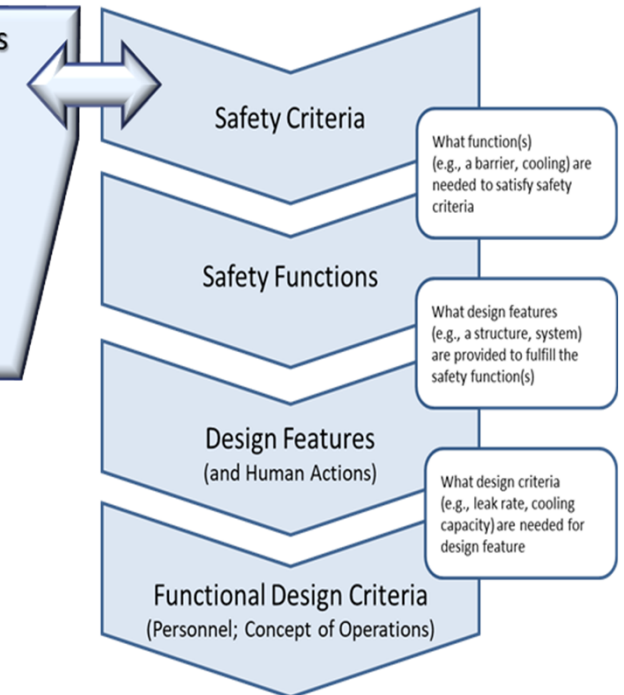 s
Safety Criteria
What function(s)
(e.g., a barrier, cooling) are
needed to satisfy safety
criteria
Safety Functions
What design features
(e.g., a structure, system)
are provided to fulfill the
safety function(s)
Design Features
(and Human Actions)
What design criteria
(e.g., leak rate, cooling
capacity) are needed for
design feature
Functional Design Criteria
(Personnel; Concept of Operations)